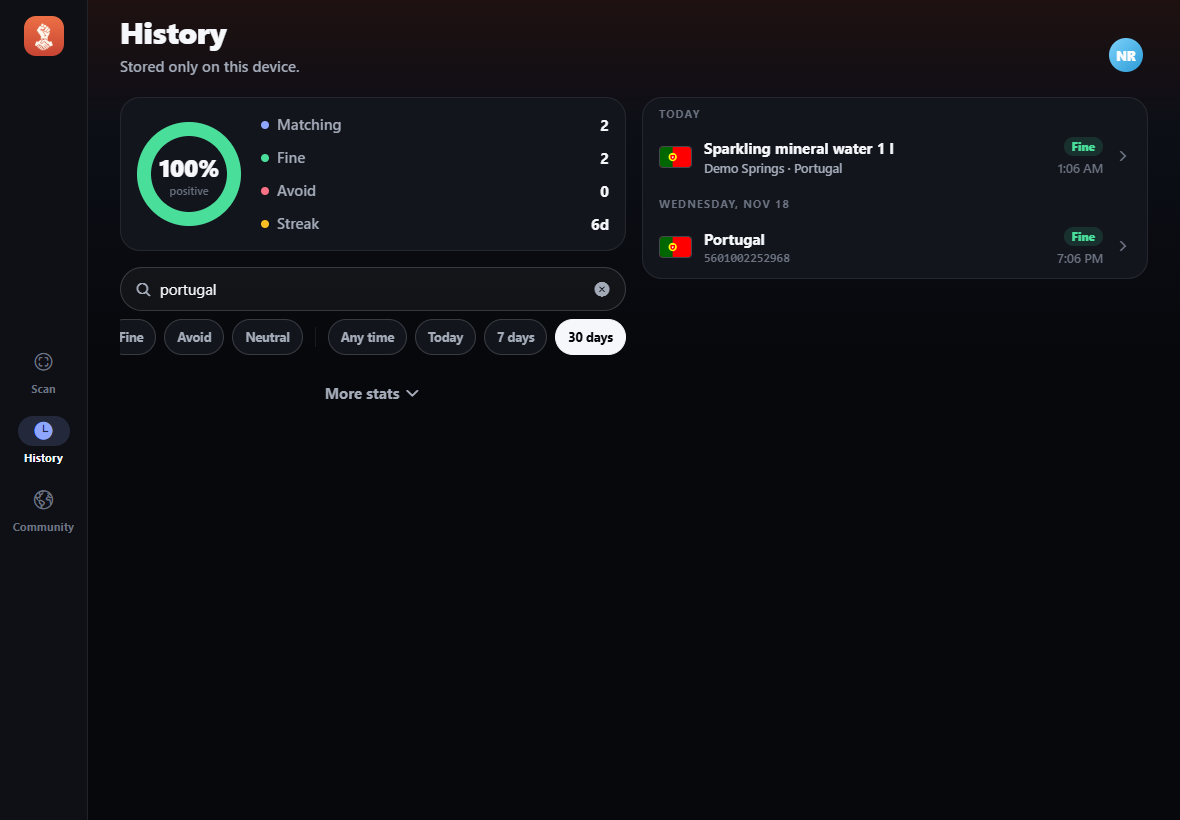 History
Stored only on this device.
NR
100%
positive
Matching 2
Fine 2
Avoid 0
Streak 6d
portugal
Fine Avoid Neutral Any time Today 7 days 30 days
More stats
TODAY
Sparkling mineral water 1 l
Demo Springs · Portugal
Fine
1:06 AM
WEDNESDAY, NOV 18
Portugal
5601002252968
Fine
7:06 PM
Scan
History
Community